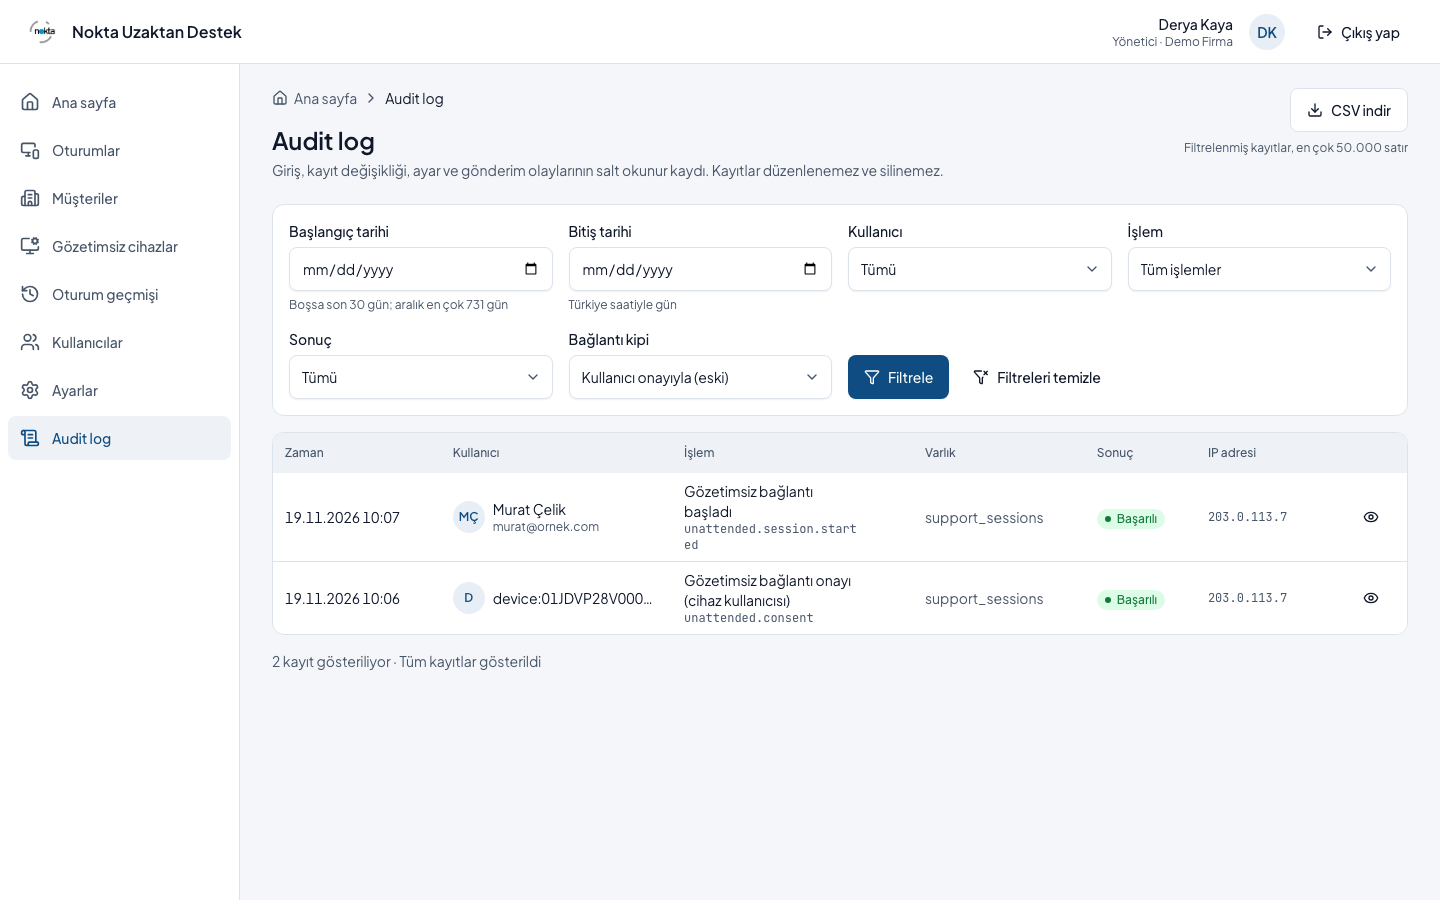 nokta
Nokta Uzaktan Destek
Derya Kaya
Yönetici · Demo Firma
DK
Çıkış yap
Ana sayfa
Oturumlar
Müşteriler
Gözetimsiz cihazlar
Oturum geçmişi
Kullanıcılar
Ayarlar
Audit log
Ana sayfa
Audit log
CSV indir
Audit log
Filtrelenmiş kayıtlar, en çok 50.000 satır
Giriş, kayıt değişikliği, ayar ve gönderim olaylarının salt okunur kaydı. Kayıtlar düzenlenemez ve silinemez.
Başlangıç tarihi
Bitiş tarihi
Kullanıcı
İşlem
mm/dd/yyyy
mm/dd/yyyy
Tümü
Tüm işlemler
Boşsa son 30 gün; aralık en çok 731 gün
Türkiye saatiyle gün
Sonuç
Bağlantı kipi
Tümü
Kullanıcı onayıyla (eski)
Filtrele
Filtreleri temizle
Zaman
Kullanıcı
İşlem
Varlık
Sonuç
IP adresi
19.11.2026 10:07
MÇ
Murat Çelik
murat@ornek.com
Gözetimsiz bağlantı
başladı
unattended.session.start
ed
support_sessions
Başarılı
203.0.113.7
19.11.2026 10:06
D
device:01JDVP28V000…
Gözetimsiz bağlantı onayı
(cihaz kullanıcısı)
unattended.consent
support_sessions
Başarılı
203.0.113.7
2 kayıt gösteriliyor · Tüm kayıtlar gösterildi